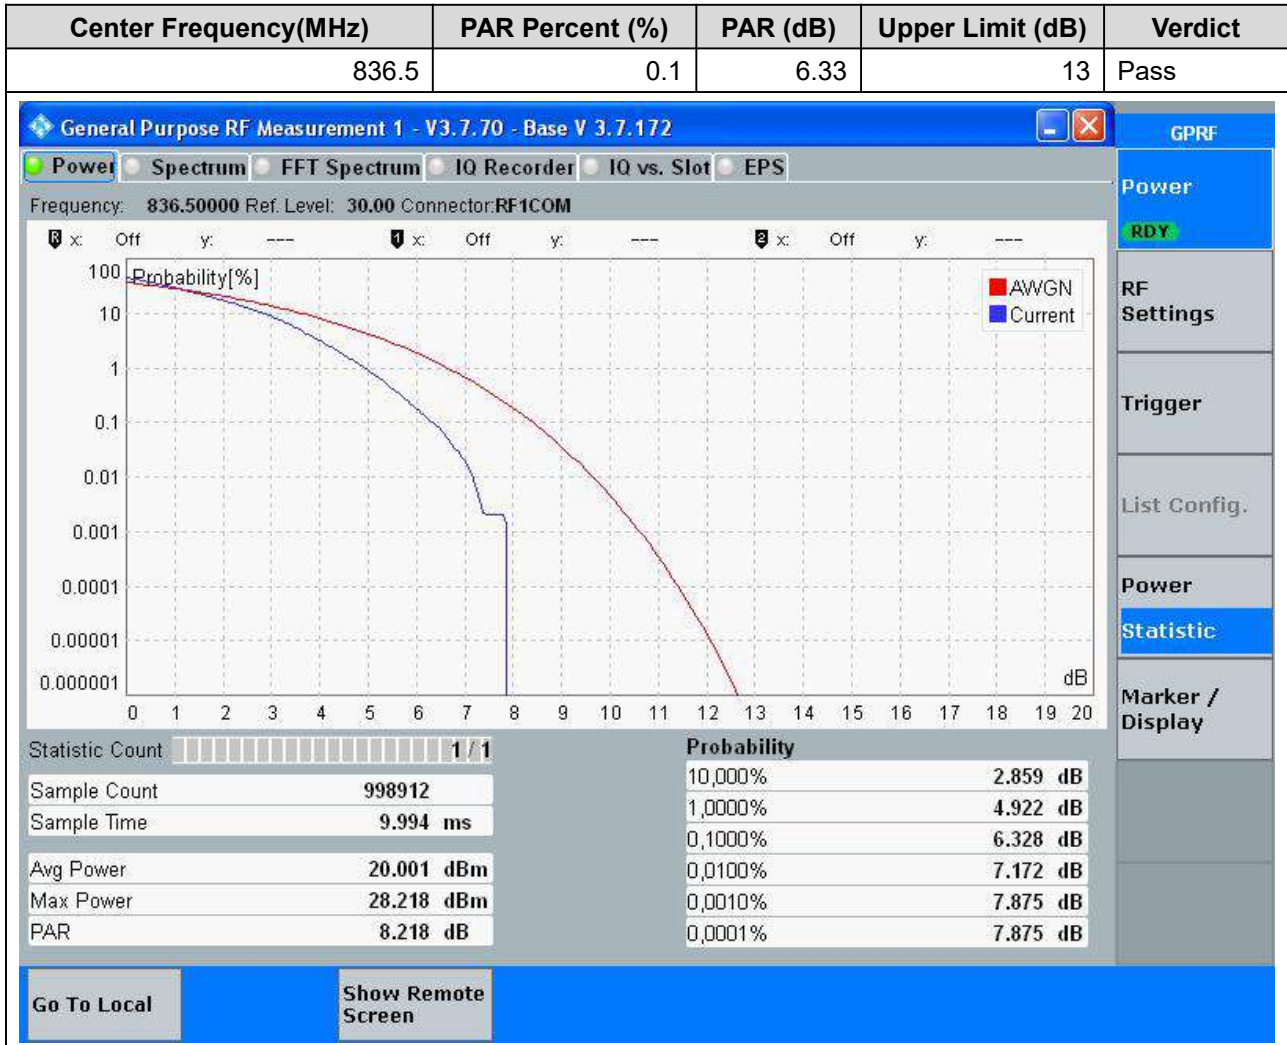 Center Frequency(MHz) PAR Percent (%) PAR (dB) Upper Limit (dB) Verdict
836.5 0.1 6.33 13 Pass
General Purpose RF Measurement 1 - V3.7.70 - Base V 3.7.172
GPRF
Power Spectrum FFT Spectrum IQ Recorder IQ vs. Slot EPS
Frequency: 836.50000 Ref. Level: 30.00 Connector:RF1COM
R x: Off y: --- 1 x: Off y: --- 2 x: Off y: ---
Probability[%]
AWGN
Current
100
10
1
0.1
0.01
0.001
0.0001
0.00001
0.000001
dB
0 1 2 3 4 5 6 7 8 9 10 11 12 13 14 15 16 17 18 19 20
Statistic Count 1 / 1
Sample Count 998912
Sample Time 9.994 ms
Avg Power 20.001 dBm
Max Power 28.218 dBm
PAR 8.218 dB
Probability
10,000% 2.859 dB
1,0000% 4.922 dB
0,1000% 6.328 dB
0,0100% 7.172 dB
0,0010% 7.875 dB
0,0001% 7.875 dB
Power
RDY
RF
Settings
Trigger
List Config.
Power
Statistic
Marker /
Display
Go To Local
Show Remote
Screen